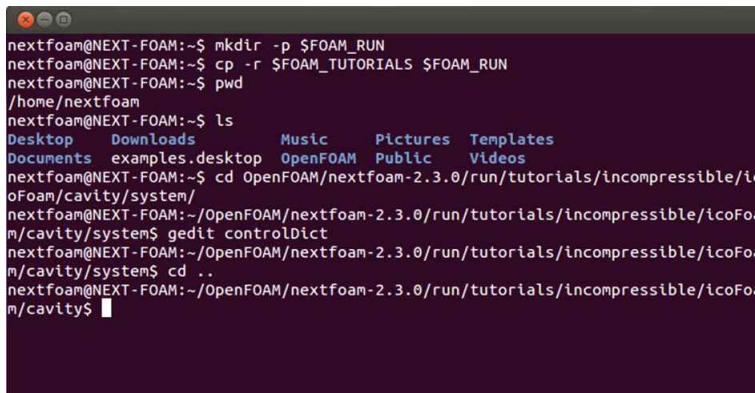 nextfoam@NEXT-FOAM:~$ mkdir -p $FOAM_RUN
nextfoam@NEXT-FOAM:~$ cp -r $FOAM_TUTORIALS $FOAM_RUN
nextfoam@NEXT-FOAM:~$ pwd
/home/nextfoam
nextfoam@NEXT-FOAM:~$ ls
Desktop    Downloads         Music     Pictures  Templates
Documents  examples.desktop  OpenFOAM  Public    Videos
nextfoam@NEXT-FOAM:~$ cd OpenFOAM/nextfoam-2.3.0/run/tutorials/incompressible/ic
oFoam/cavity/system/
nextfoam@NEXT-FOAM:~/OpenFOAM/nextfoam-2.3.0/run/tutorials/incompressible/icoFoa
m/cavity/system$ gedit controlDict
nextfoam@NEXT-FOAM:~/OpenFOAM/nextfoam-2.3.0/run/tutorials/incompressible/icoFoa
m/cavity/system$ cd ..
nextfoam@NEXT-FOAM:~/OpenFOAM/nextfoam-2.3.0/run/tutorials/incompressible/icoFoa
m/cavity$